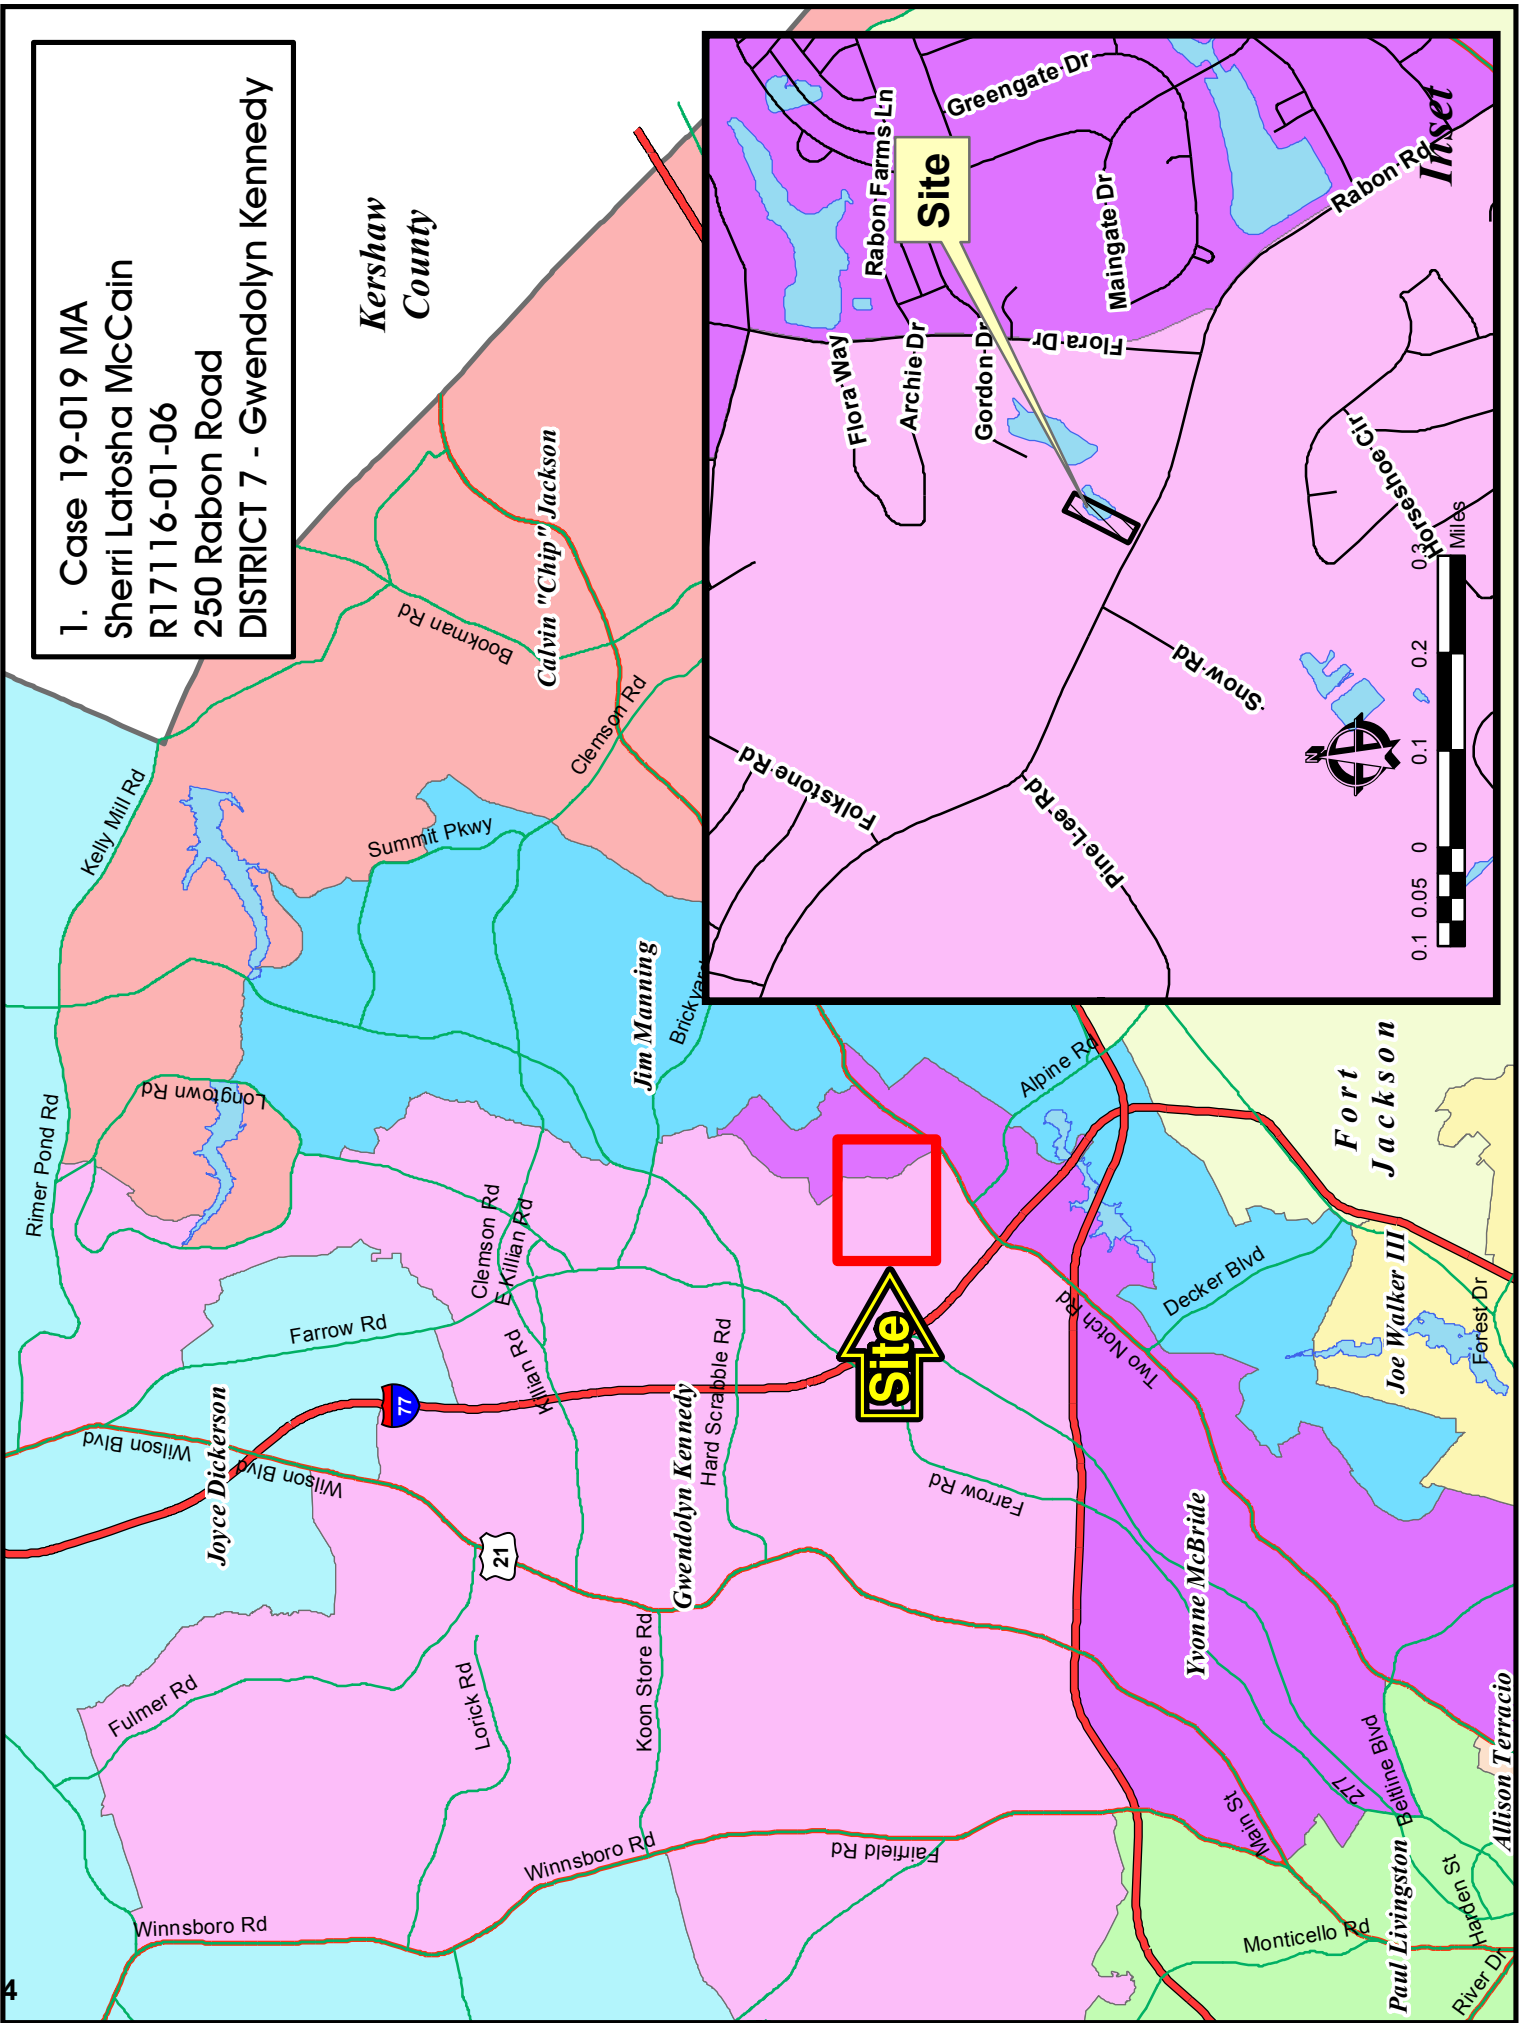 1. Case 19-019 MA
Sherri Latosha McCain
R17116-01-06
250 Rabon Road
DISTRICT 7 - Gwendolyn Kennedy
Kershaw
County
Calvin "Chip" Jackson
Bookman Rd
Clemson Rd
Kelly Mill Rd
Summit Pkwy
Jim Manning
Longtown Rd
Rimer Pond Rd
Clemson Rd
E Killian Rd
Killian Rd
Farrow Rd
Hard Scrabble Rd
77
Joyce Dickerson
Wilson Blvd
Wilson Blvd
21
Gwendolyn Kennedy
Koon Store Rd
Lorick Rd
Fulmer Rd
Winnsboro Rd
Winnsboro Rd
Fairfield Rd
Farrow Rd
Site
Two Notch Rd
Alpine Rd
Decker Blvd
Fort
Jackson
Joe Walker III
Forest Dr
Yvonne McBride
Main St
277
Beltline Blvd
Allison Terracio
Paul Livingston
Harden St
Monticello Rd
River Dr
4
Inset
Site
Greengate Dr
Rabon Farms Ln
Maingate Dr
Rabon Rd
Flora Dr
Flora Way
Archie Dr
Gordon Dr
Horseshoe Cir
Snow Rd
Folkstone Rd
Pine Lee Rd
N
0.1 0.05 0 0.1 0.2 0.3
Miles